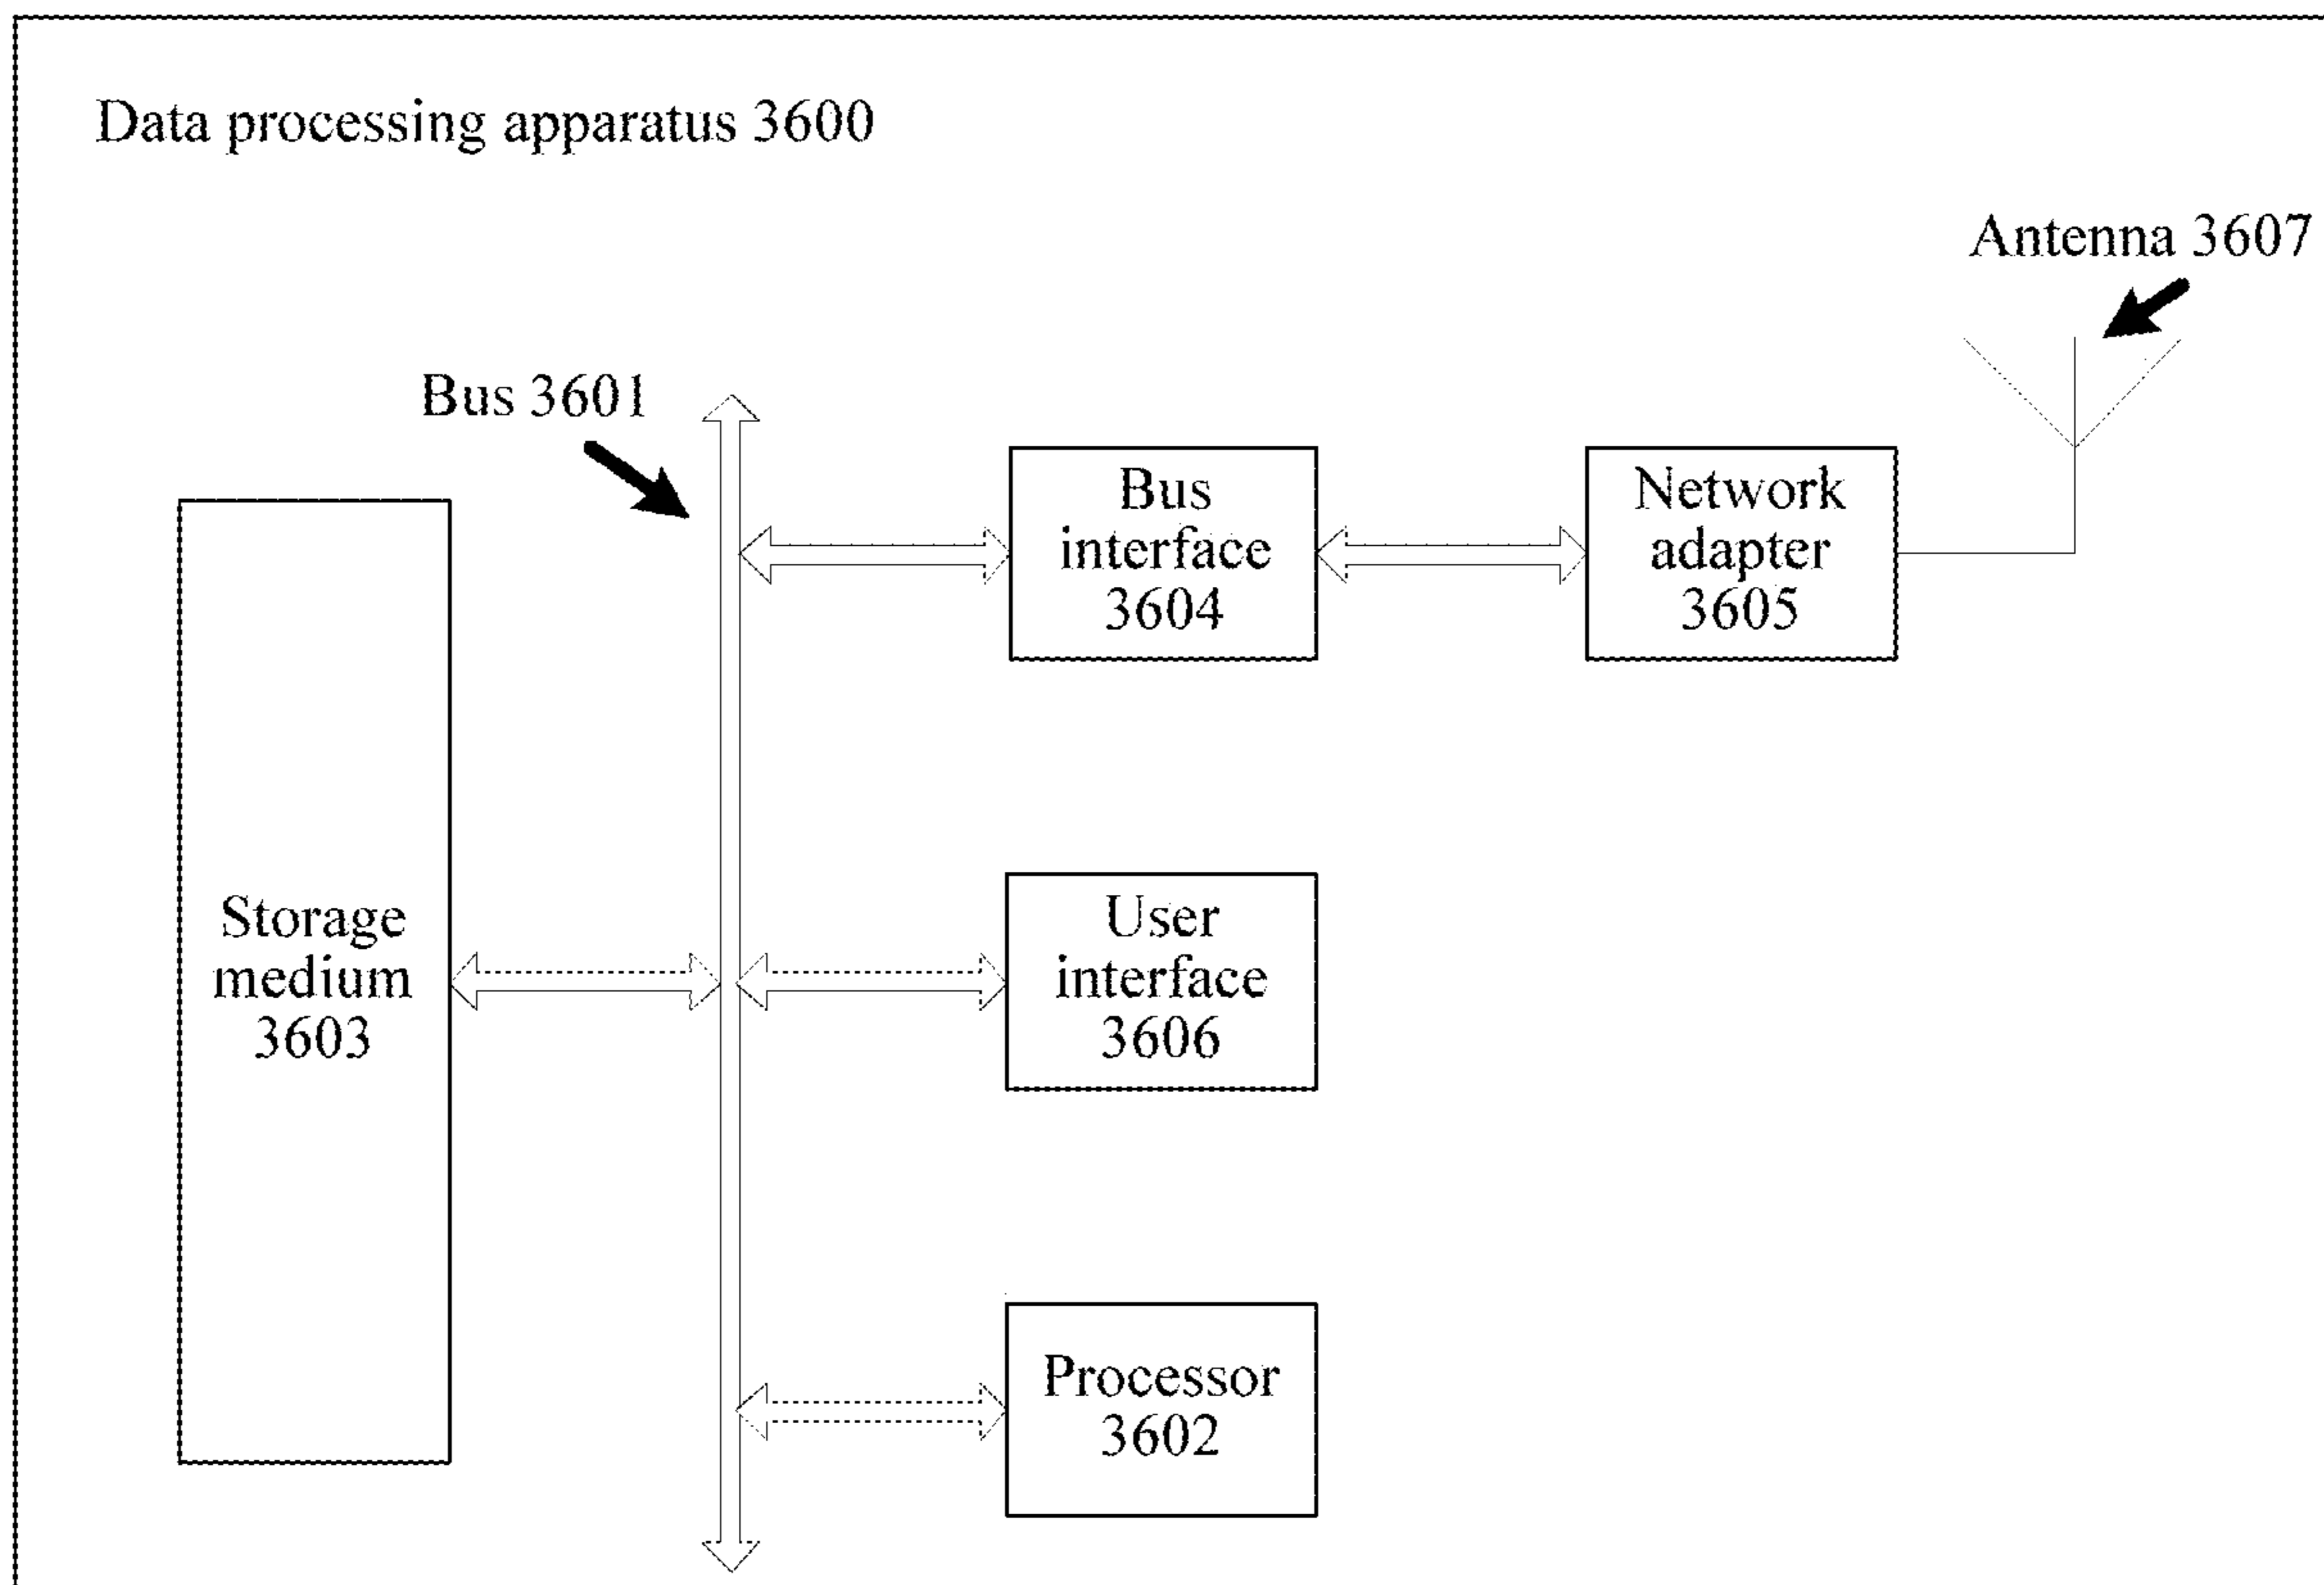 Data processing apparatus 3600
Antenna 3607
Bus 3601
Bus
interface
3604
Network
adapter
3605
Storage
medium
3603
User
interface
3606
Processor
3602